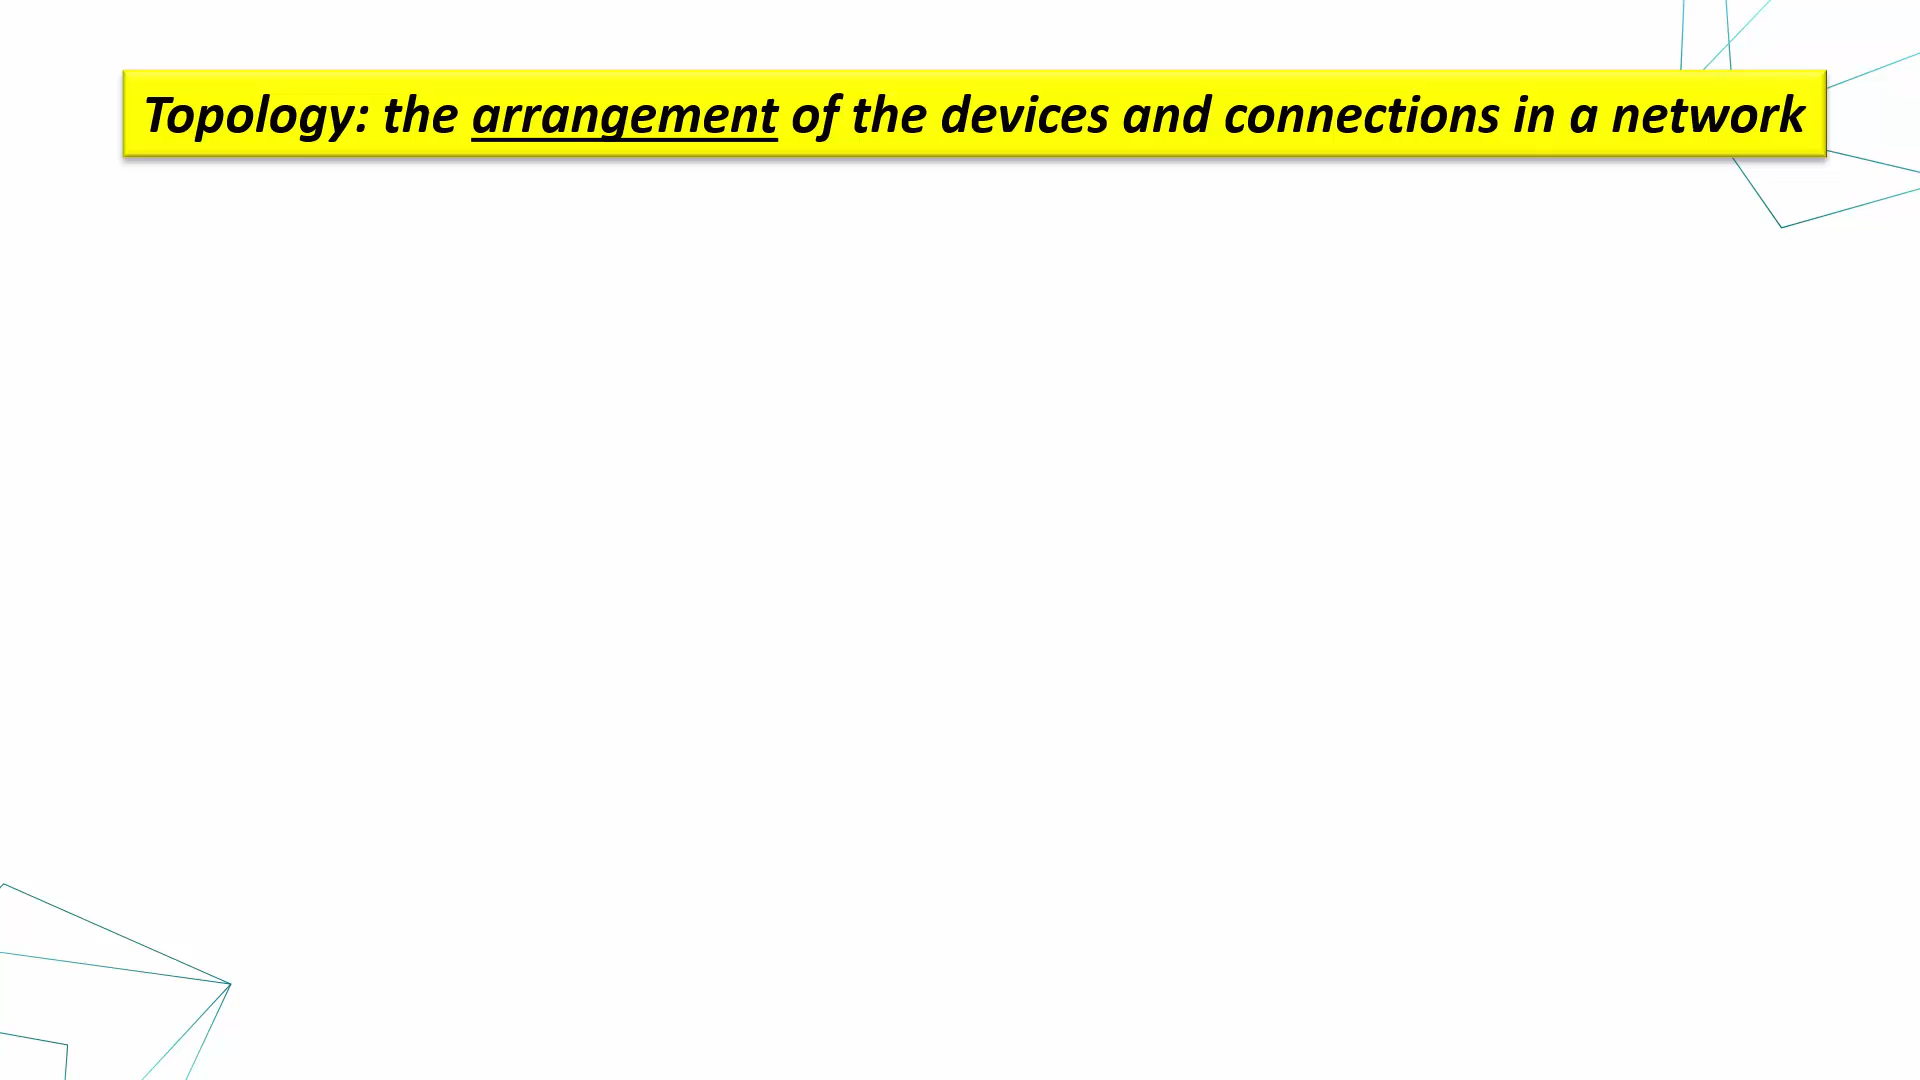 Topology: the arrangement of the devices and connections in a network